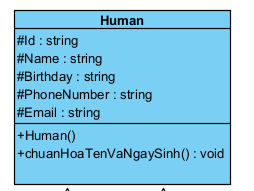 Human
#Id : string
#Name : string
#Birthday : string
#PhoneNumber : string
#Email : string
+Human()
+chuanHoaTenVaNgaySinh() : void